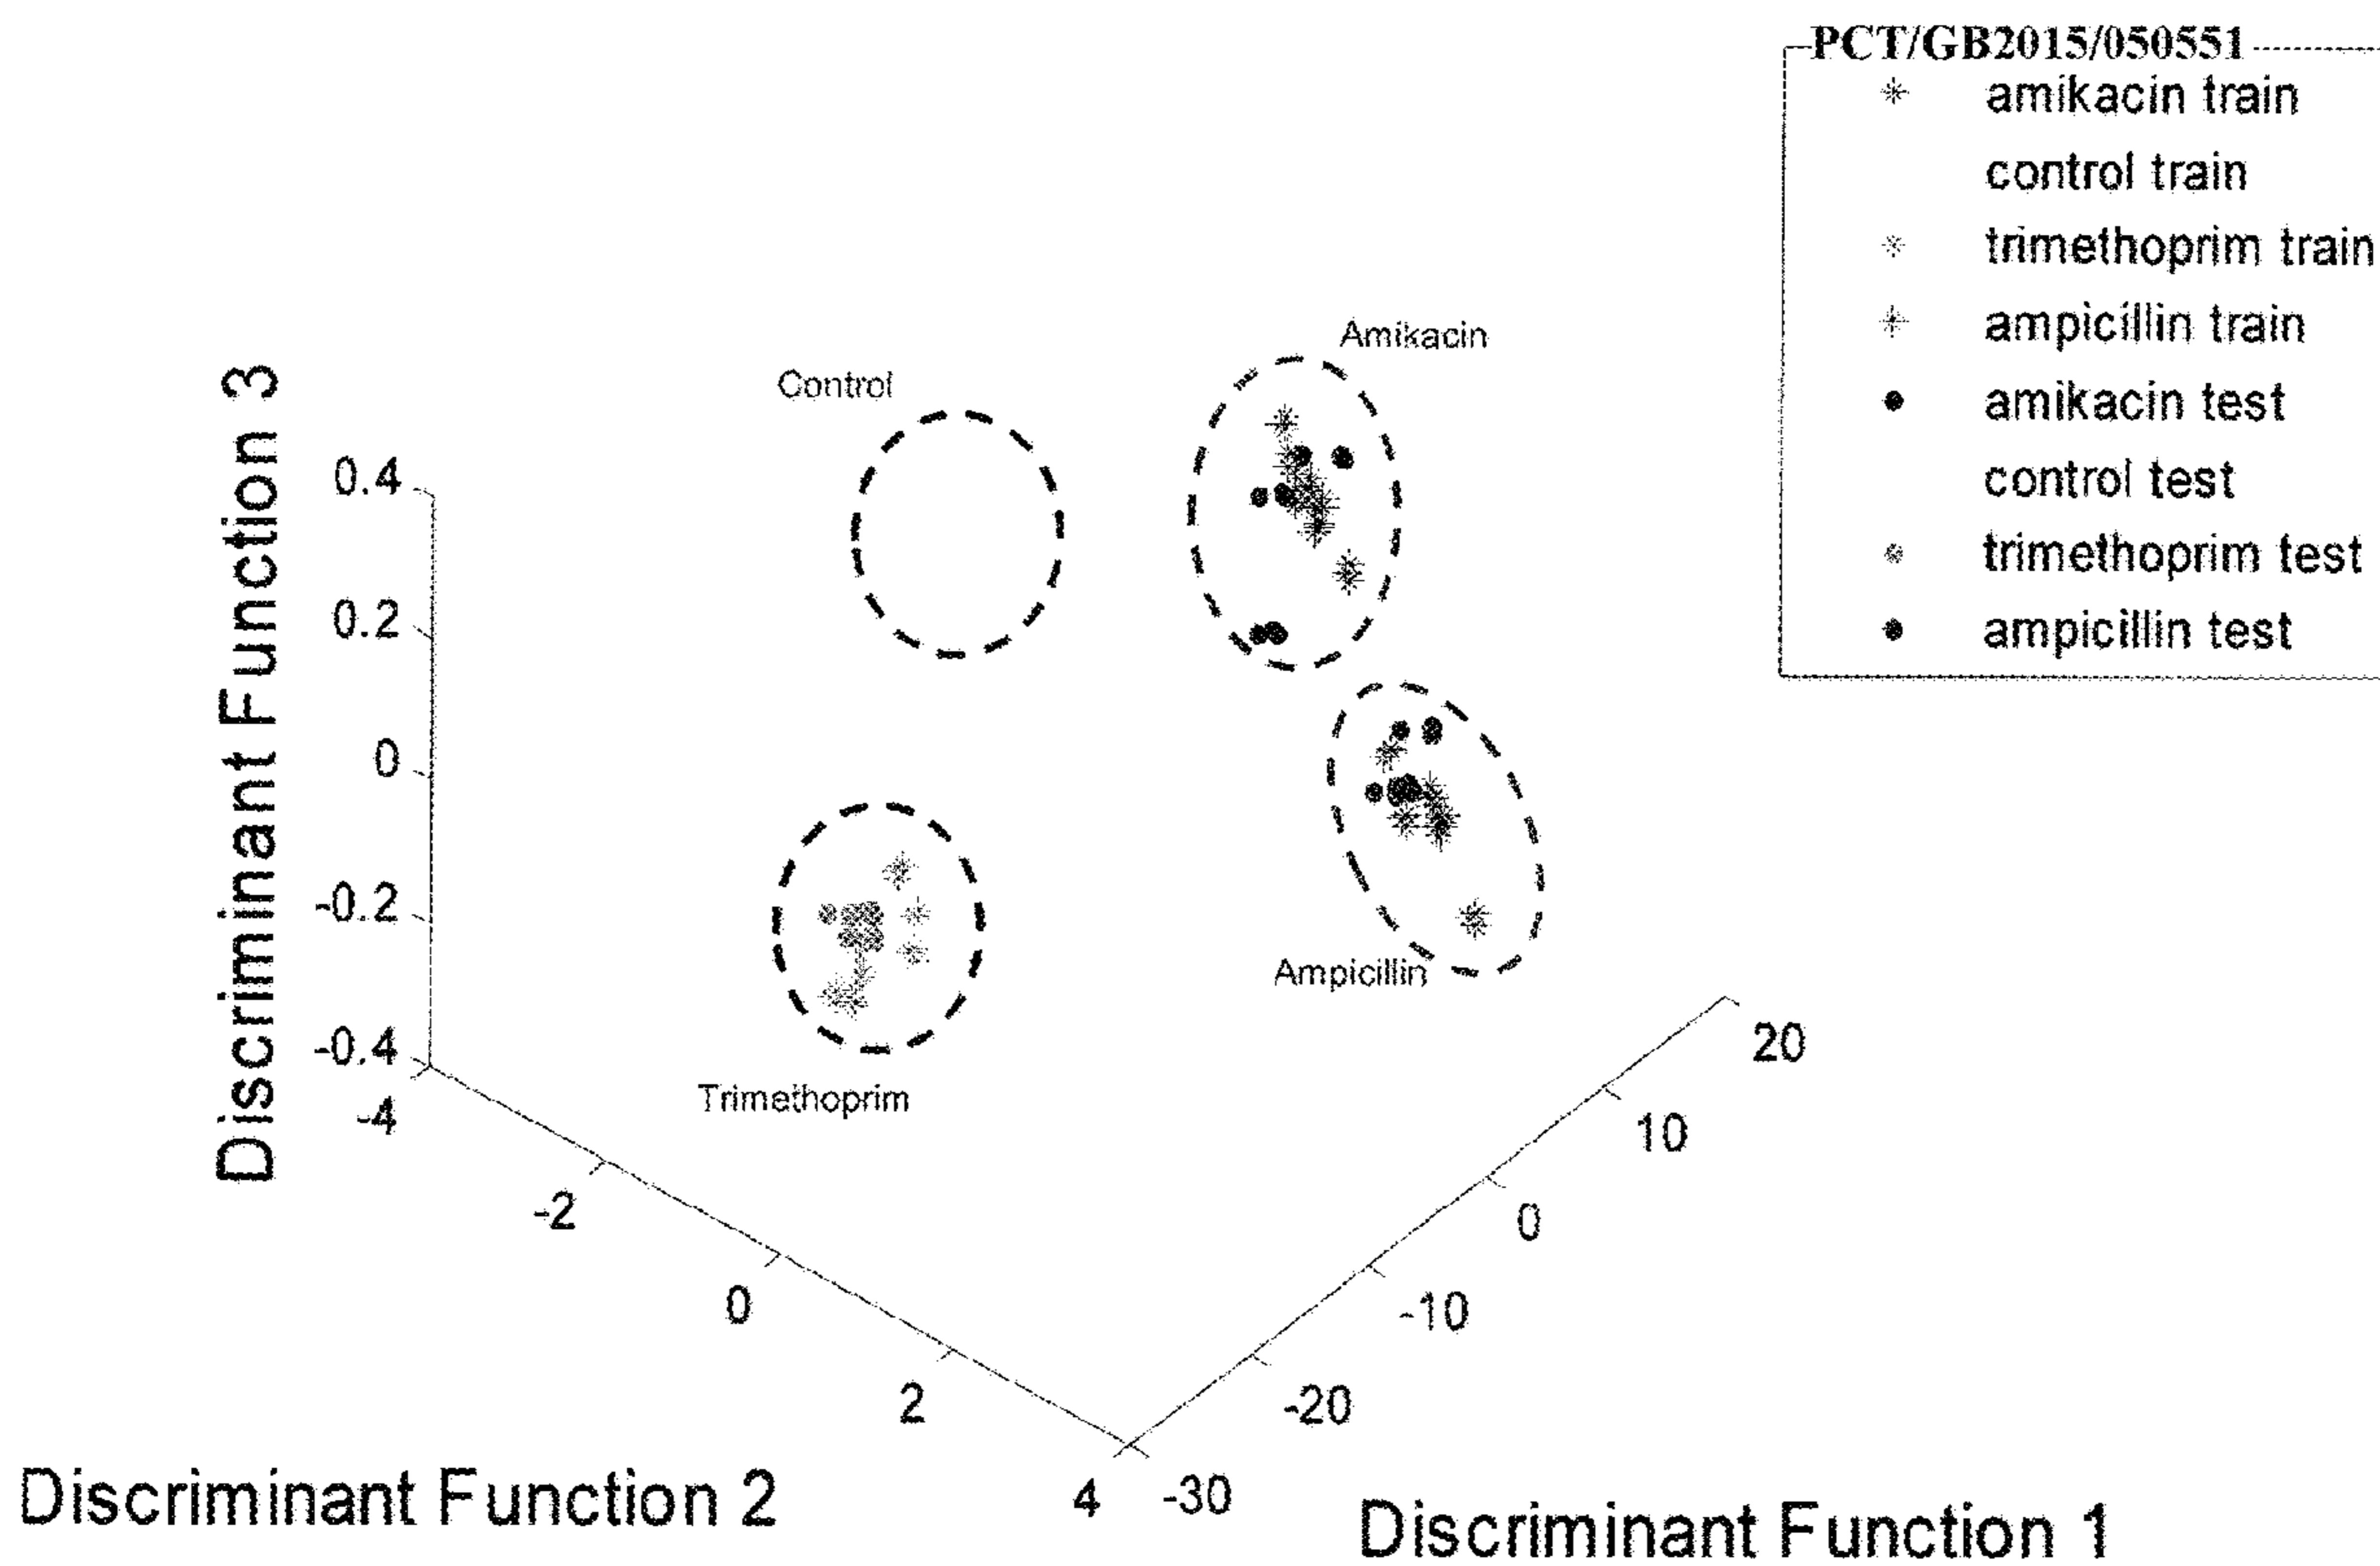 PCT/GB2015/050551
amikacin train
control train
trimethoprim train
ampicillin train
amikacin test
control test
trimethoprim test
ampicillin test
Amikacin
Control
Ampicillin
Trimethoprim
Discriminant Function 3
0.4
0.2
0
-0.2
-0.4
-4
-2
0
2
4
-30
-20
-10
0
10
20
Discriminant Function 2
Discriminant Function 1